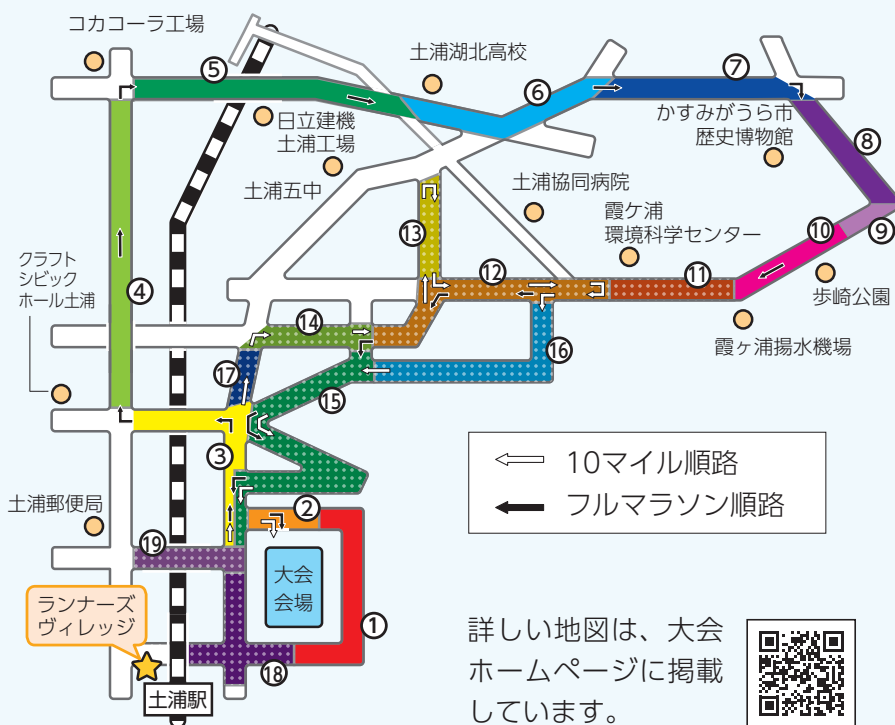 コカコーラ工場
⑤
土浦湖北高校
⑥
⑦
日立建機
土浦工場
かすみがうら市
歴史博物館
⑧
土浦五中
土浦協同病院
⑬
霞ケ浦
環境科学センター
⑨
⑩
クラフト
シビック
ホール土浦
④
⑫
⑪
歩崎公園
⑭
霞ヶ浦揚水機場
⑯
⑰
⑮
③
10マイル順路
フルマラソン順路
土浦郵便局
②
⑲
大会
会場
ランナーズ
ヴィレッジ
①
⑱
土浦駅
詳しい地図は、大会
ホームページに掲載
しています。